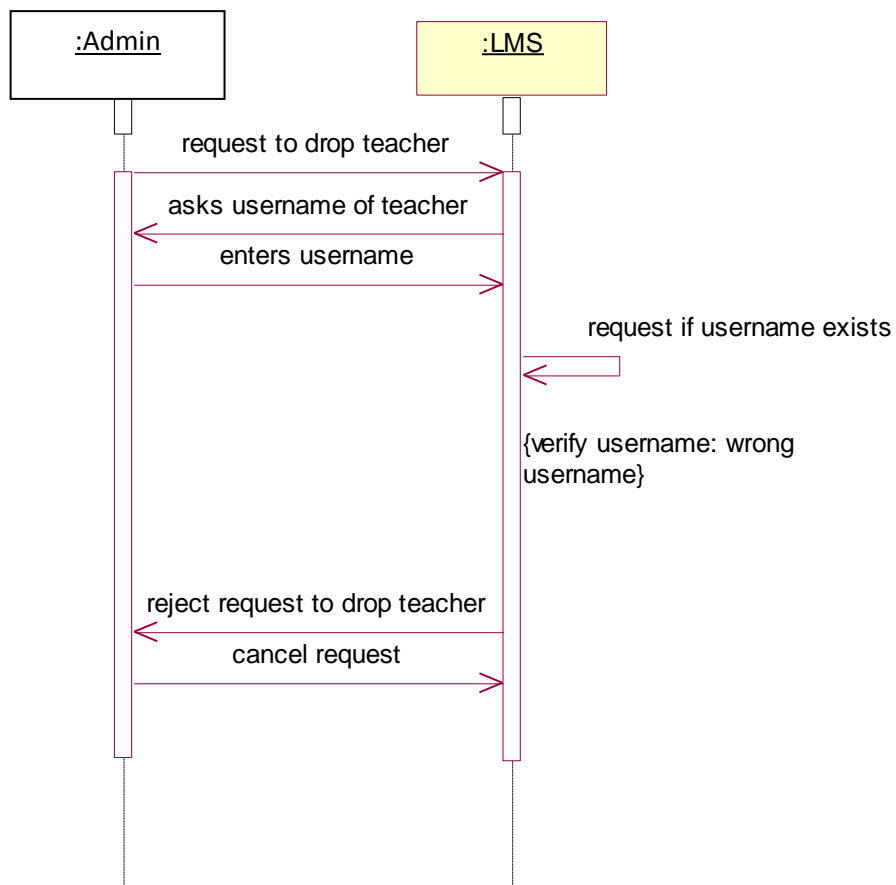 :Admin
:LMS
request to drop teacher
asks username of teacher
enters username
request if username exists
{verify username: wrong
username}
reject request to drop teacher
cancel request